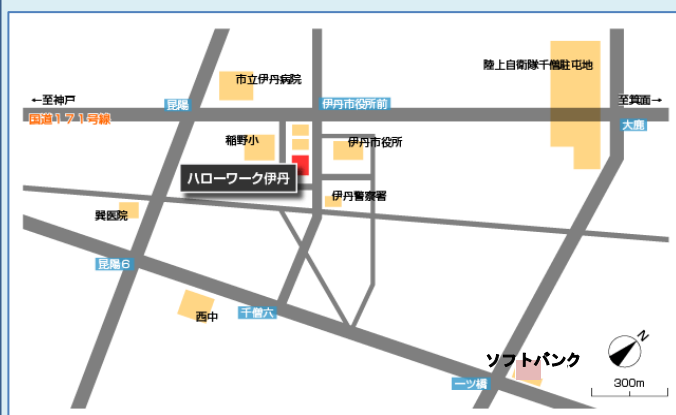 市立伊丹病院
陸上自衛隊千僧駐屯地
←至神戸
昆陽
伊丹市役所前
至箕面→
国道171号線
大鹿
稲野小
伊丹市役所
ハローワーク伊丹
伊丹警察署
巽医院
昆陽6
西中
千僧六
N
ソフトバンク
一ツ橋
300m